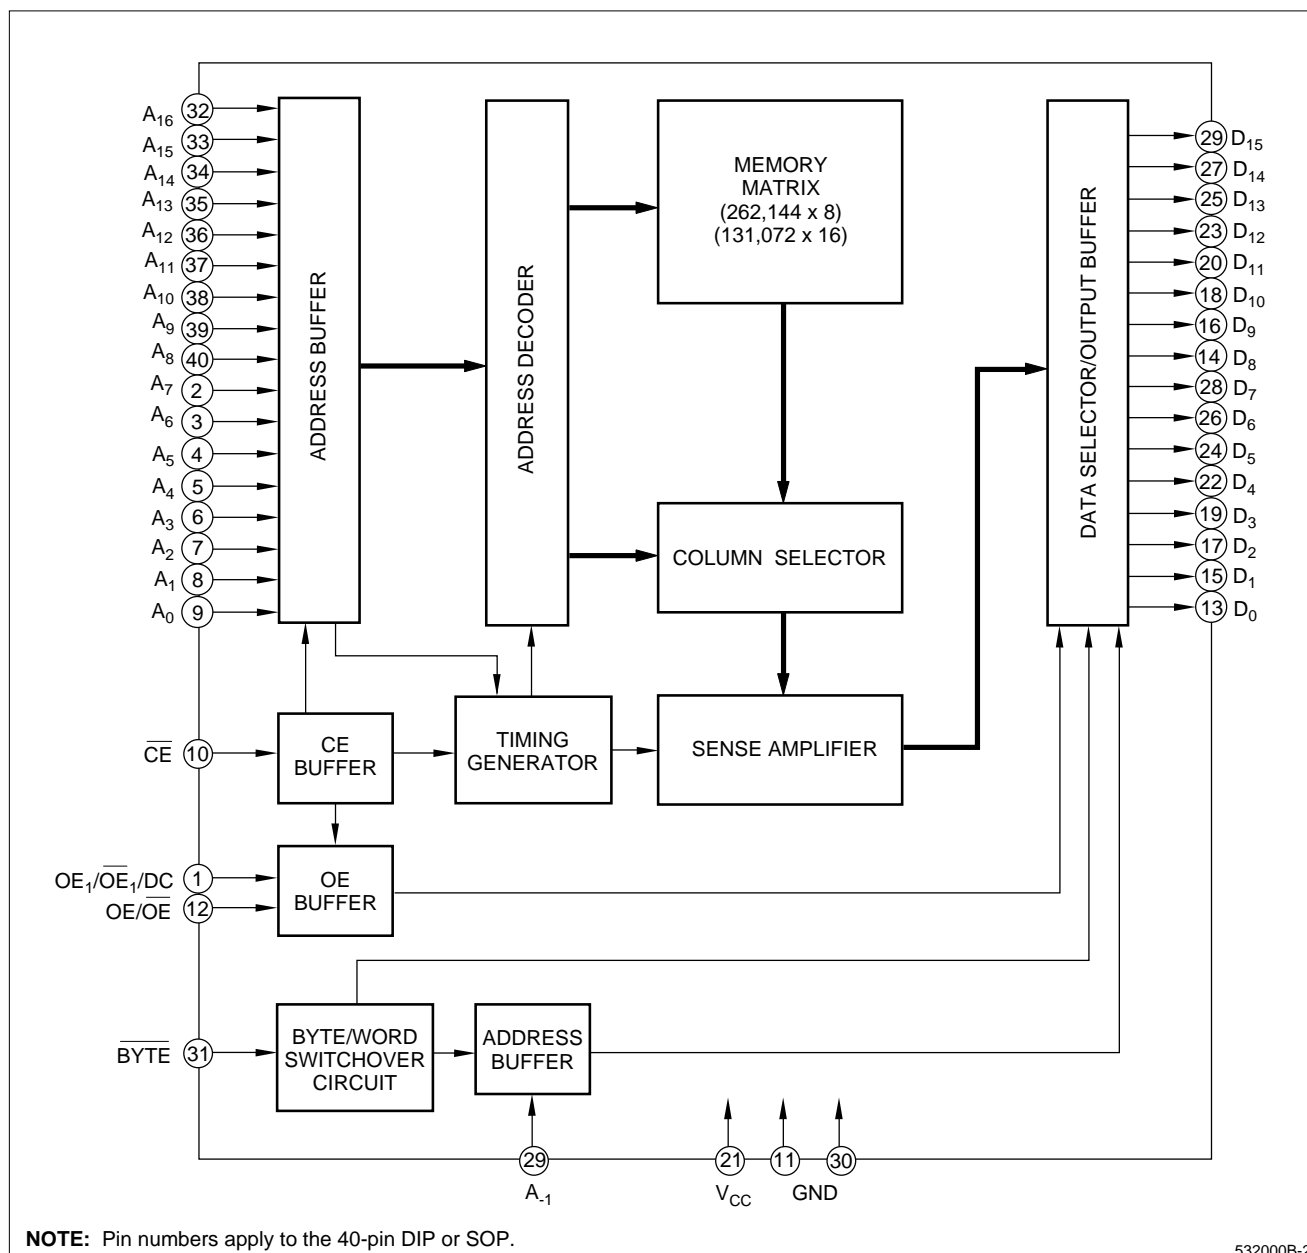 A16 32
A15 33
A14 34
A13 35
A12 36
A11 37
A10 38
A9 39
A8 40
A7 2
A6 3
A5 4
A4 5
A3 6
A2 7
A1 8
A0 9
ADDRESS BUFFER
ADDRESS DECODER
MEMORY
MATRIX
(262,144 x 8)
(131,072 x 16)
COLUMN SELECTOR
SENSE AMPLIFIER
DATA SELECTOR/OUTPUT BUFFER
29 D15
27 D14
25 D13
23 D12
20 D11
18 D10
16 D9
14 D8
28 D7
26 D6
24 D5
22 D4
19 D3
17 D2
15 D1
13 D0
C̅E̅ 10
CE
BUFFER
TIMING
GENERATOR
OE1/O̅E̅1/DC 1
OE/O̅E̅ 12
OE
BUFFER
B̅Y̅T̅E̅ 31
BYTE/WORD
SWITCHOVER
CIRCUIT
ADDRESS
BUFFER
29 21 11 30
A-1 VCC GND
NOTE: Pin numbers apply to the 40-pin DIP or SOP.
532000B-2